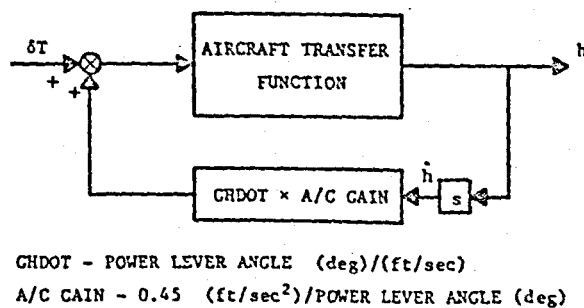 δT
h
+
+
AIRCRAFT TRANSFER
FUNCTION
GHDOT × A/C GAIN
ḣ
s
GHDOT - POWER LEVER ANGLE (deg)/(ft/sec)
A/C GAIN - 0.45 (ft/sec²)/POWER LEVER ANGLE (deg)